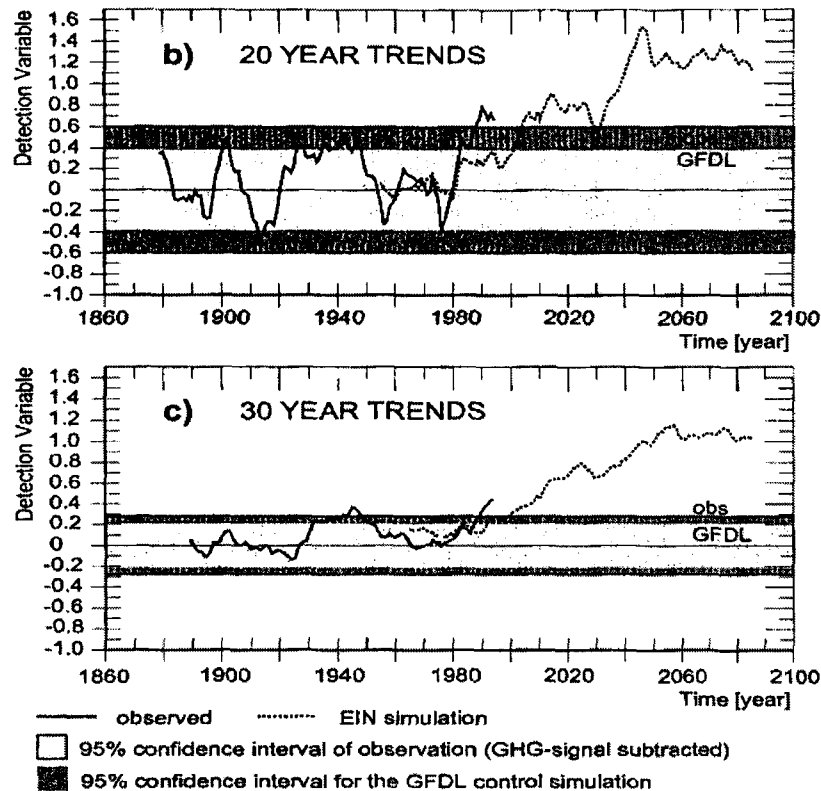 1.6
1.4
1.2
1.0
0.8
0.6
0.4
0.2
0
-0.2
-0.4
-0.6
-0.8
-1.0
Detection Variable
b) 20 YEAR TRENDS
GFDL
1860 1900 1940 1980 2020 2060 2100
Time [year]
1.6
1.4
1.2
1.0
0.8
0.6
0.4
0.2
0
-0.2
-0.4
-0.6
-0.8
-1.0
Detection Variable
c) 30 YEAR TRENDS
obs
GFDL
1860 1900 1940 1980 2020 2060 2100
Time [year]
observed EIN simulation
95% confidence interval of observation (GHG-signal subtracted)
95% confidence interval for the GFDL control simulation